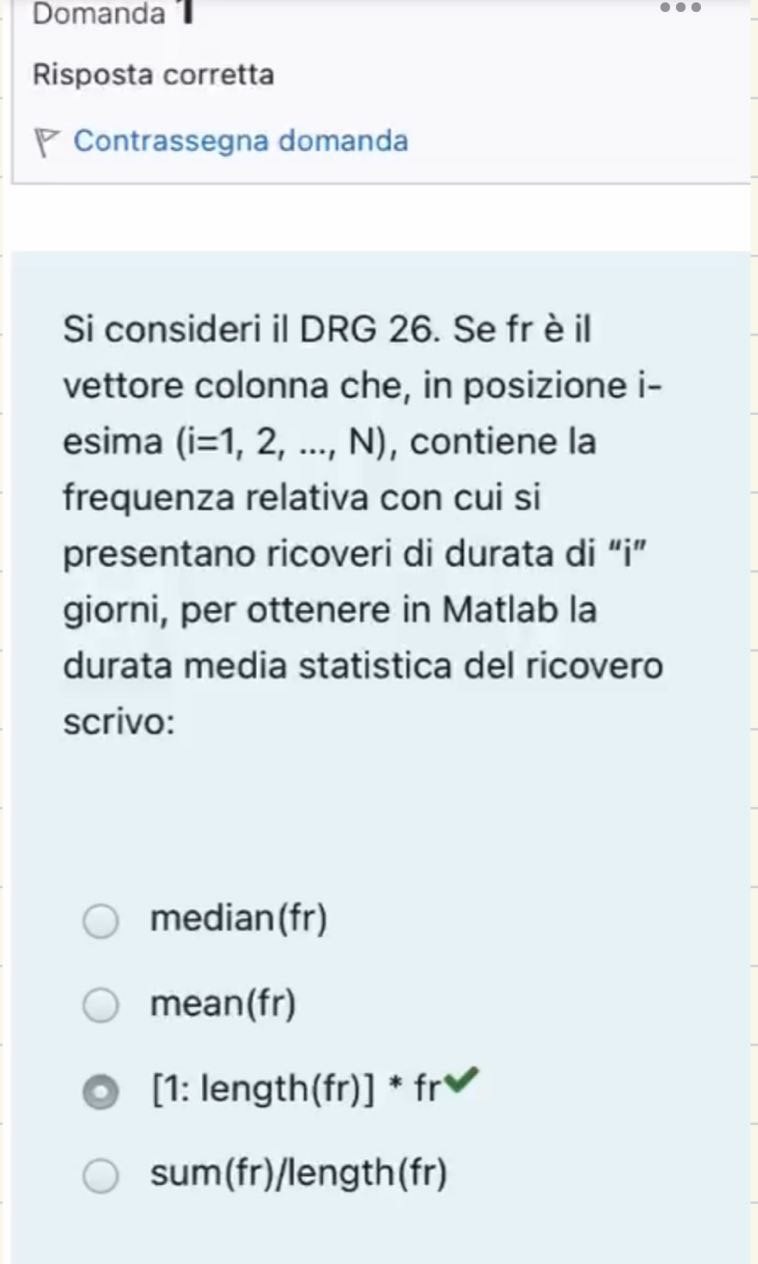 Domanda 1
Risposta corretta
Contrassegna domanda
Si consideri il DRG 26. Se fr è il
vettore colonna che, in posizione i-
esima (i=1, 2, ..., N), contiene la
frequenza relativa con cui si
presentano ricoveri di durata di “i”
giorni, per ottenere in Matlab la
durata media statistica del ricovero
scrivo:
median(fr)
mean(fr)
[1: length(fr)] * fr
sum(fr)/length(fr)